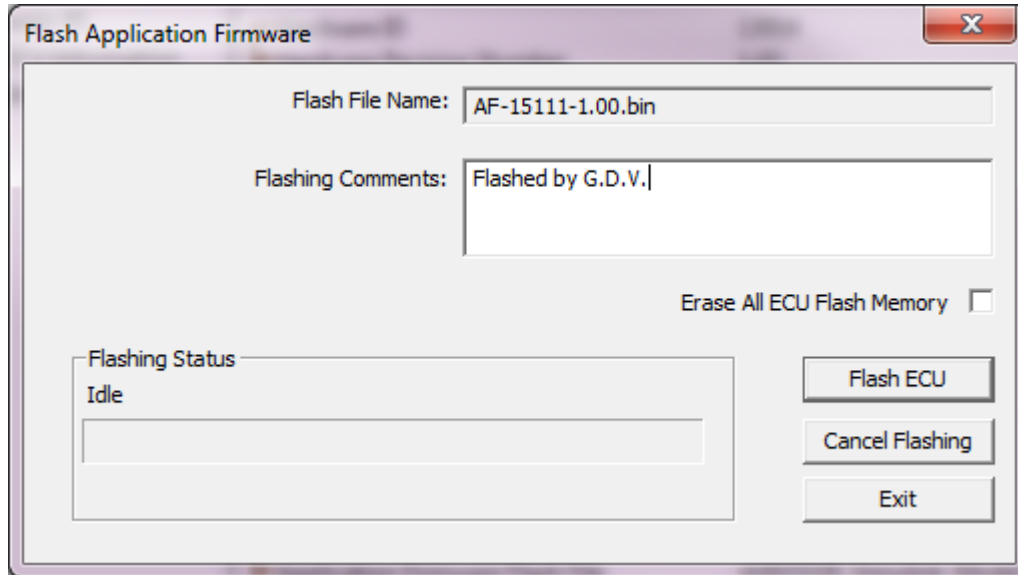 Flash Application Firmware
Flash File Name: AF-15111-1.00.bin
Flashing Comments: Flashed by G.D.V.
Erase All ECU Flash Memory
Flashing Status
Idle
Flash ECU
Cancel Flashing
Exit